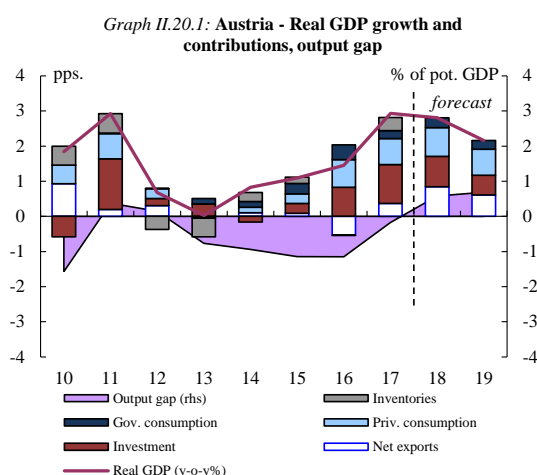 Graph II.20.1: Austria - Real GDP growth and
contributions, output gap
pps. % of pot. GDP
forecast
4 4
3 3
2 2
1 1
0 0
-1 -1
-2 -2
-3 -3
-4 -4
10 11 12 13 14 15 16 17 18 19
Output gap (rhs) Inventories
Gov. consumption Priv. consumption
Investment Net exports
Real GDP (y-o-y%)